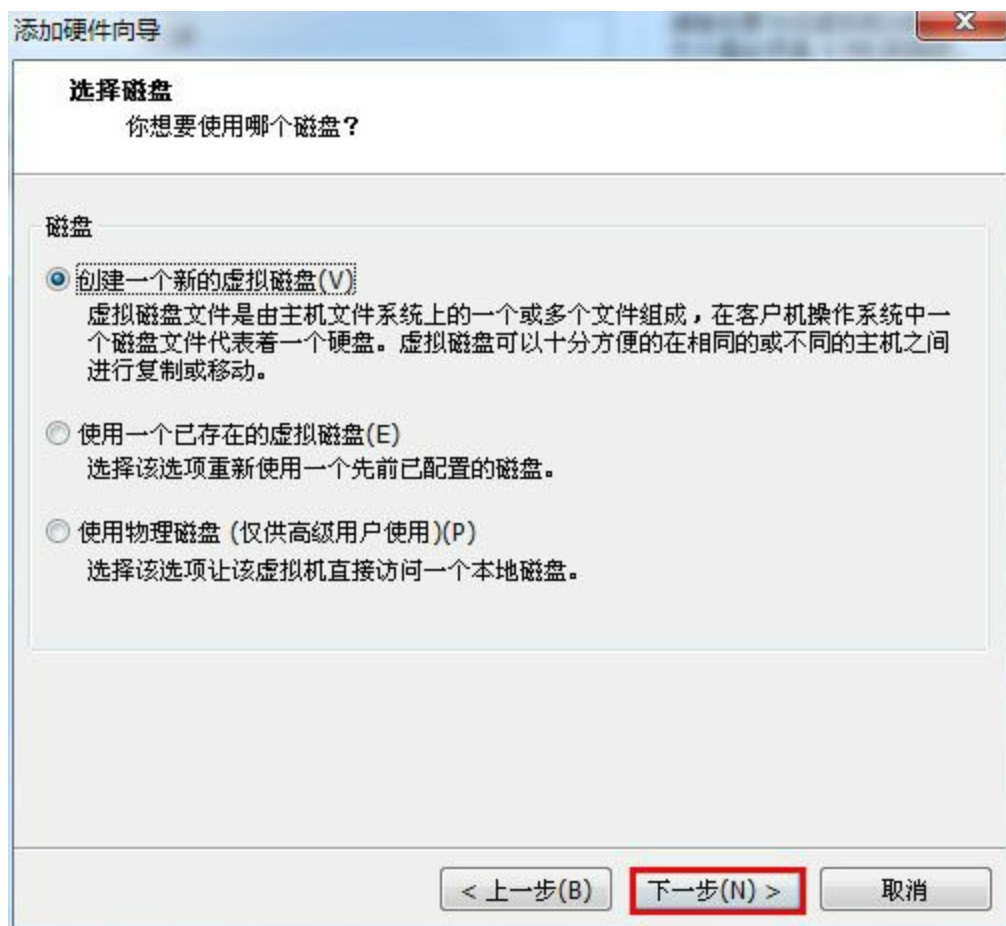 添加硬件向导
选择磁盘
你想要使用哪个磁盘？
磁盘
创建一个新的虚拟磁盘(V)
虚拟磁盘文件是由主机文件系统上的一个或多个文件组成，在客户机操作系统中一
个磁盘文件代表着一个硬盘。虚拟磁盘可以十分方便的在相同的或不同的主机之间
进行复制或移动。
使用一个已存在的虚拟磁盘(E)
选择该选项重新使用一个先前已配置的磁盘。
使用物理磁盘 (仅供高级用户使用)(P)
选择该选项让该虚拟机直接访问一个本地磁盘。
< 上一步(B) 下一步(N) > 取消